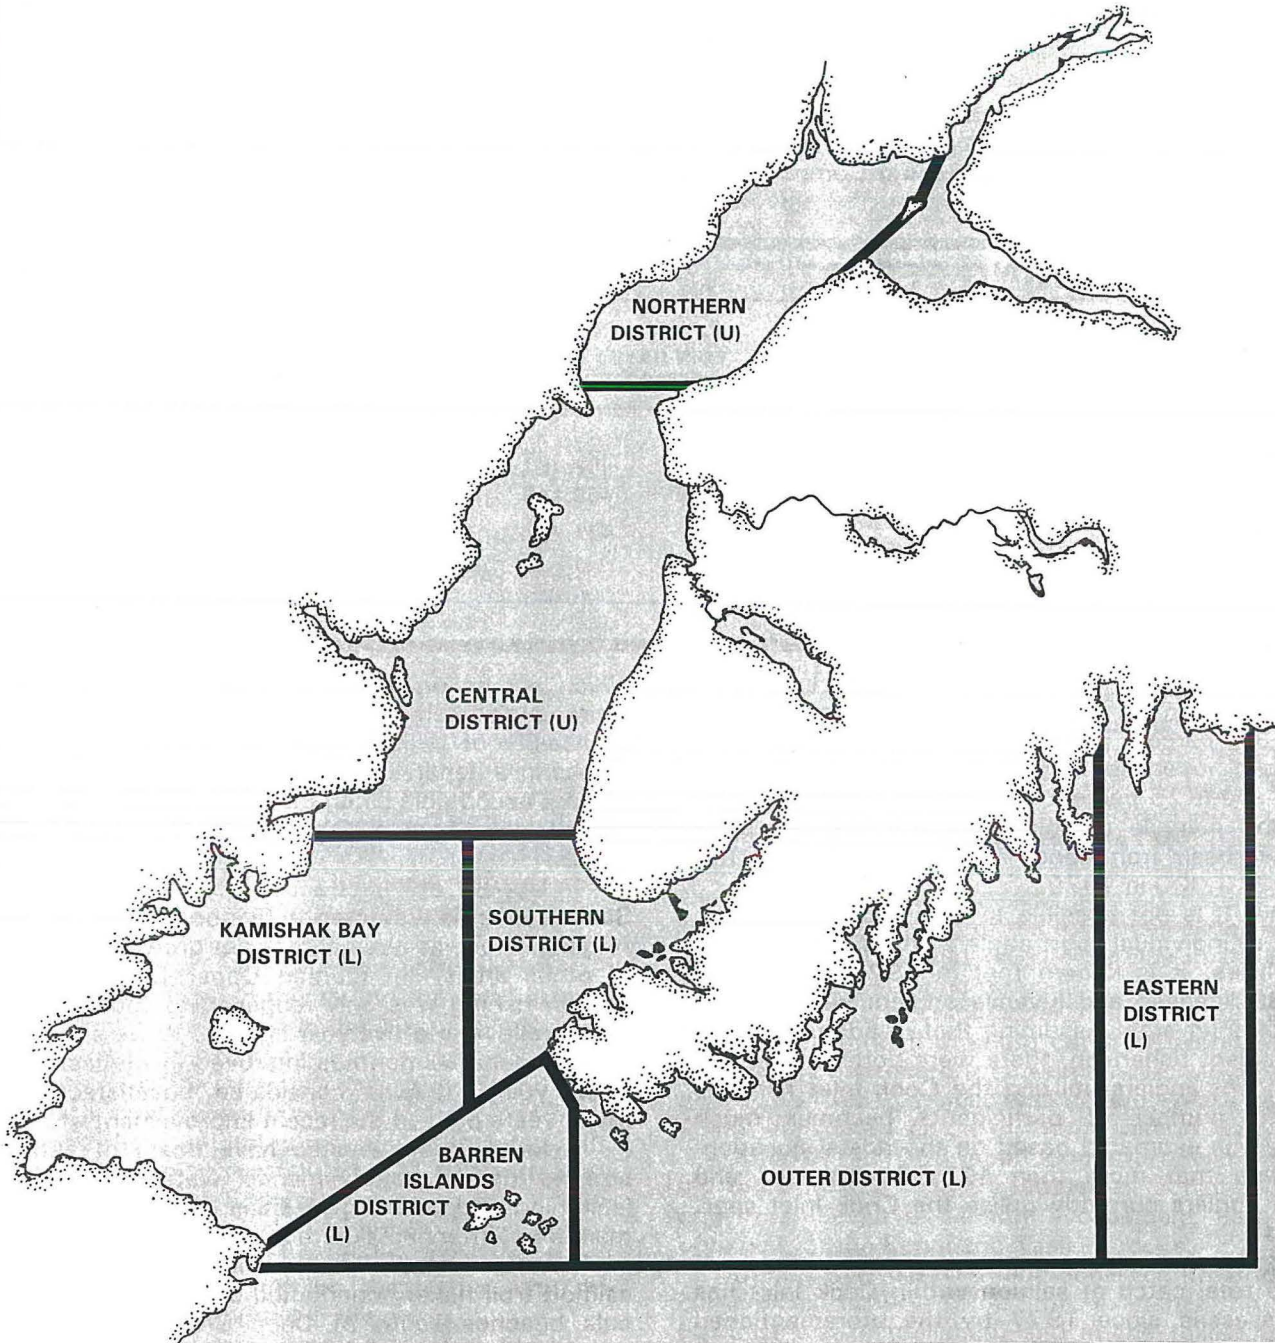 NORTHERN
DISTRICT (U)
CENTRAL
DISTRICT (U)
KAMISHAK BAY
DISTRICT (L)
SOUTHERN
DISTRICT (L)
EASTERN
DISTRICT
(L)
BARREN
ISLANDS
DISTRICT
(L)
OUTER DISTRICT (L)